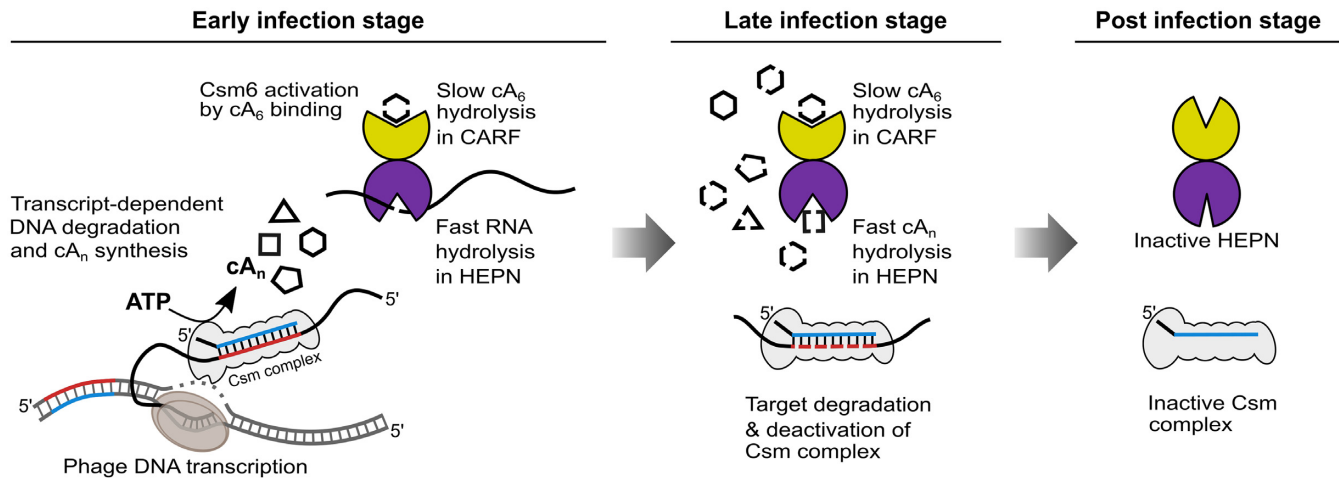 Early infection stage
Csm6 activation
by cA6 binding
Slow cA6
hydrolysis
in CARF
Transcript-dependent
DNA degradation
and cAn synthesis
Fast RNA
hydrolysis
in HEPN
cAn
ATP
5'
5'
Csm complex
5'
5'
Phage DNA transcription
Late infection stage
Slow cA6
hydrolysis
in CARF
Fast cAn
hydrolysis
in HEPN
5'
Target degradation
& deactivation of
Csm complex
Post infection stage
Inactive HEPN
5'
Inactive Csm
complex